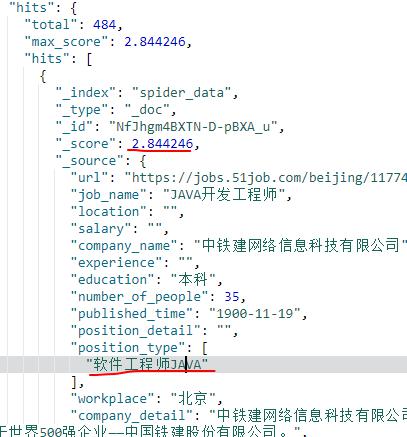 "hits": {
"total": 484,
"max_score": 2.844246,
"hits": [
{
"_index": "spider_data",
"_type": "_doc",
"_id": "NfJhgm4BXTN-D-pBXA_u",
"_score": 2.844246,
"_source": {
"url": "https://jobs.51job.com/beijing/11774
"job_name": "JAVA开发工程师",
"location": "",
"salary": "",
"company_name": "中铁建网络信息科技有限公司"
"experience": "",
"education": "本科",
"number_of_people": 35,
"published_time": "1900-11-19",
"position_detail": "",
"position_type": [
"软件工程师JAVA"
],
"workplace": "北京",
"company_detail": "中铁建网络信息科技有限公司
于世界500强企业—中国铁建股份有限公司。",